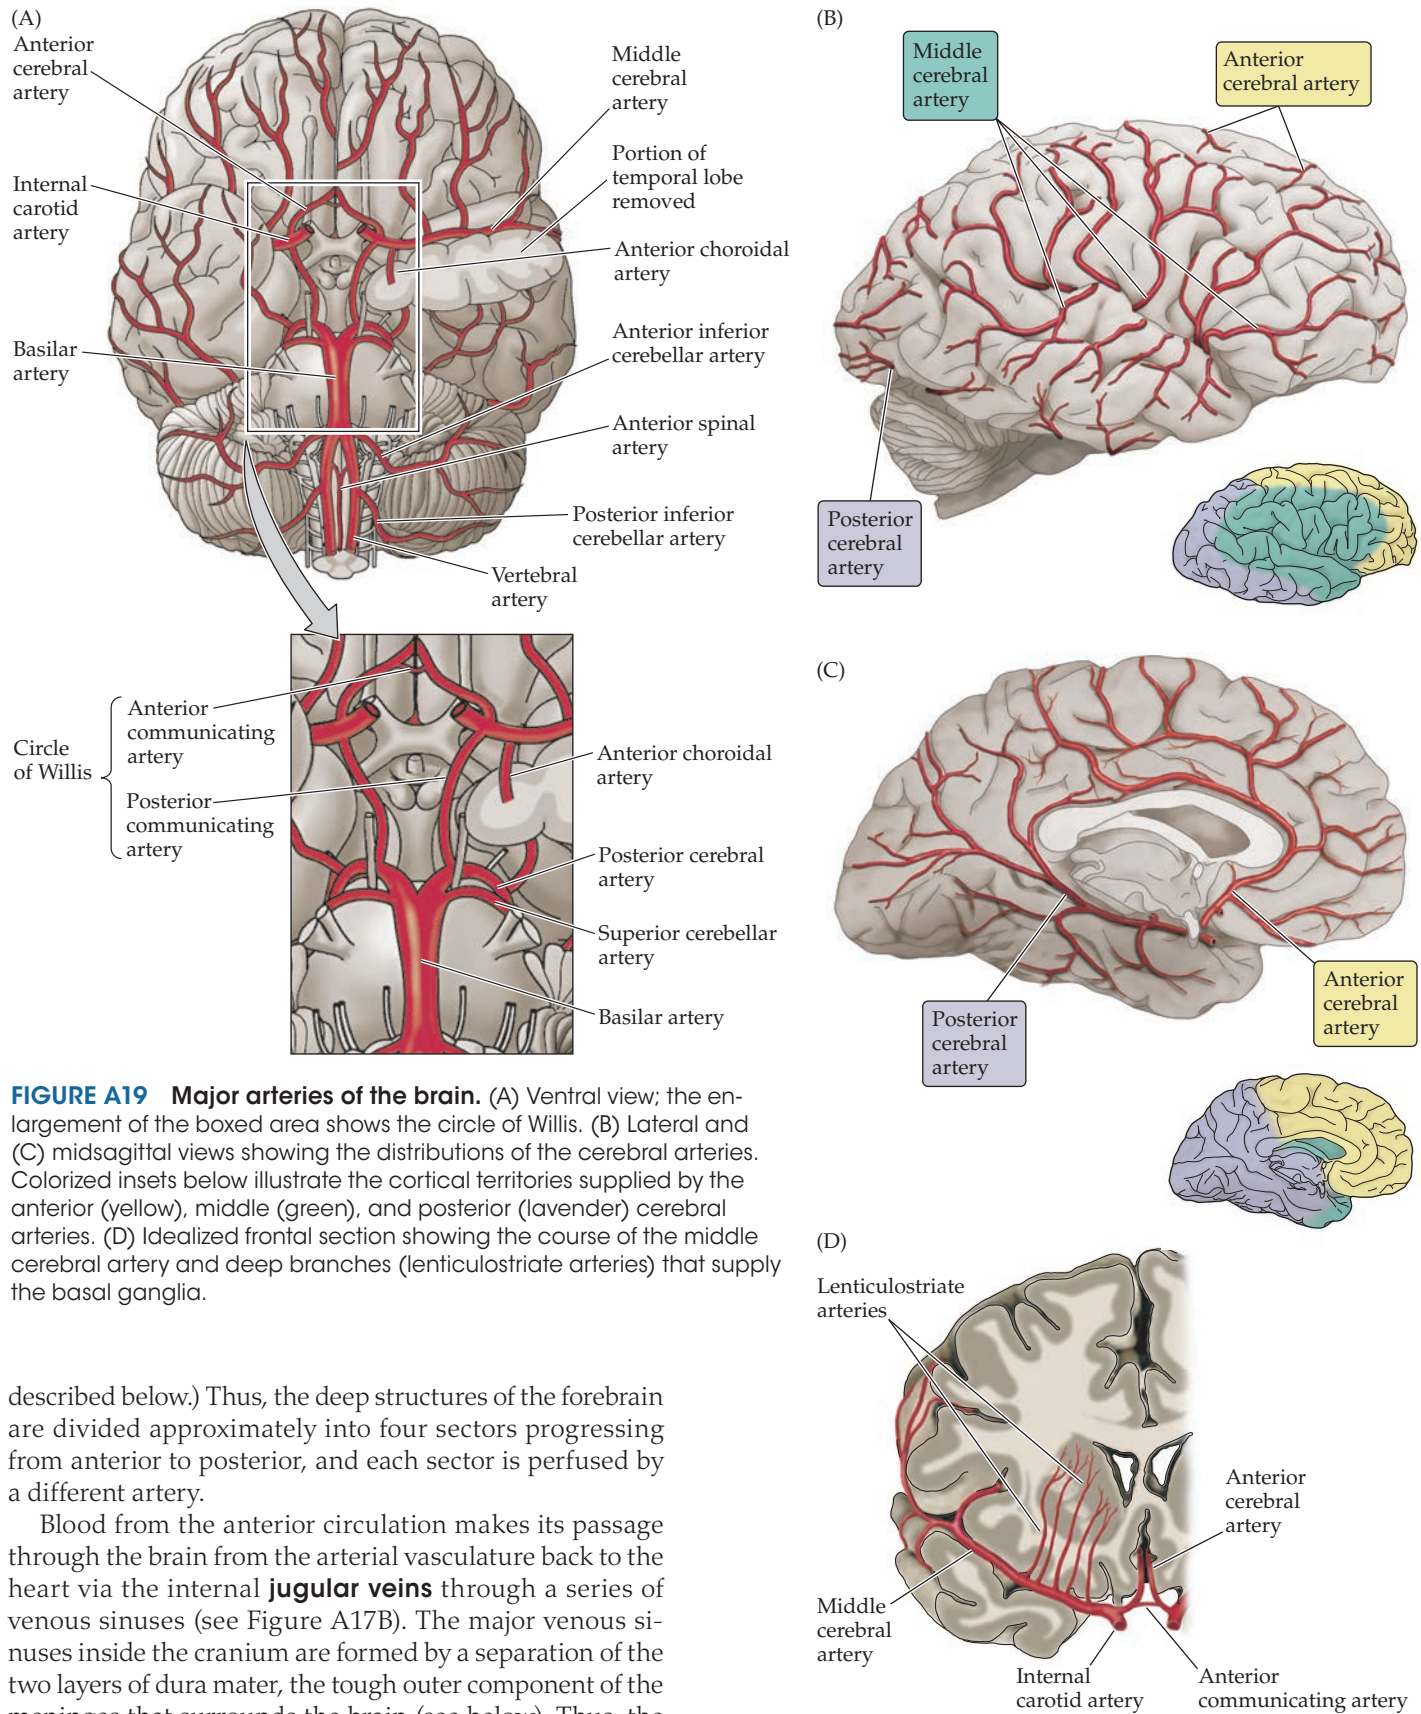 (A)
Anterior
cerebral
artery
Internal
carotid
artery
Basilar
artery
Middle
cerebral
artery
Portion of
temporal lobe
removed
Anterior choroidal
artery
Anterior inferior
cerebellar artery
Anterior spinal
artery
Posterior inferior
cerebellar artery
Vertebral
artery
Circle
of Willis
Anterior
communicating
artery
Posterior
communicating
artery
Anterior choroidal
artery
Posterior cerebral
artery
Superior cerebellar
artery
Basilar artery
(B)
Middle
cerebral
artery
Anterior
cerebral artery
Posterior
cerebral
artery
(C)
Posterior
cerebral
artery
Anterior
cerebral
artery
(D)
Lenticulostriate
arteries
Anterior
cerebral
artery
Middle
cerebral
artery
Internal
carotid artery
Anterior
communicating artery
FIGURE A19 Major arteries of the brain. (A) Ventral view; the en-
largement of the boxed area shows the circle of Willis. (B) Lateral and
(C) midsagittal views showing the distributions of the cerebral arteries.
Colorized insets below illustrate the cortical territories supplied by the
anterior (yellow), middle (green), and posterior (lavender) cerebral
arteries. (D) Idealized frontal section showing the course of the middle
cerebral artery and deep branches (lenticulostriate arteries) that supply
the basal ganglia.
described below.) Thus, the deep structures of the forebrain
are divided approximately into four sectors progressing
from anterior to posterior, and each sector is perfused by
a different artery.
Blood from the anterior circulation makes its passage
through the brain from the arterial vasculature back to the
heart via the internal jugular veins through a series of
venous sinuses (see Figure A17B). The major venous si-
nuses inside the cranium are formed by a separation of the
two layers of dura mater, the tough outer component of the
meninges that surrounds the brain (see below). Thus, the